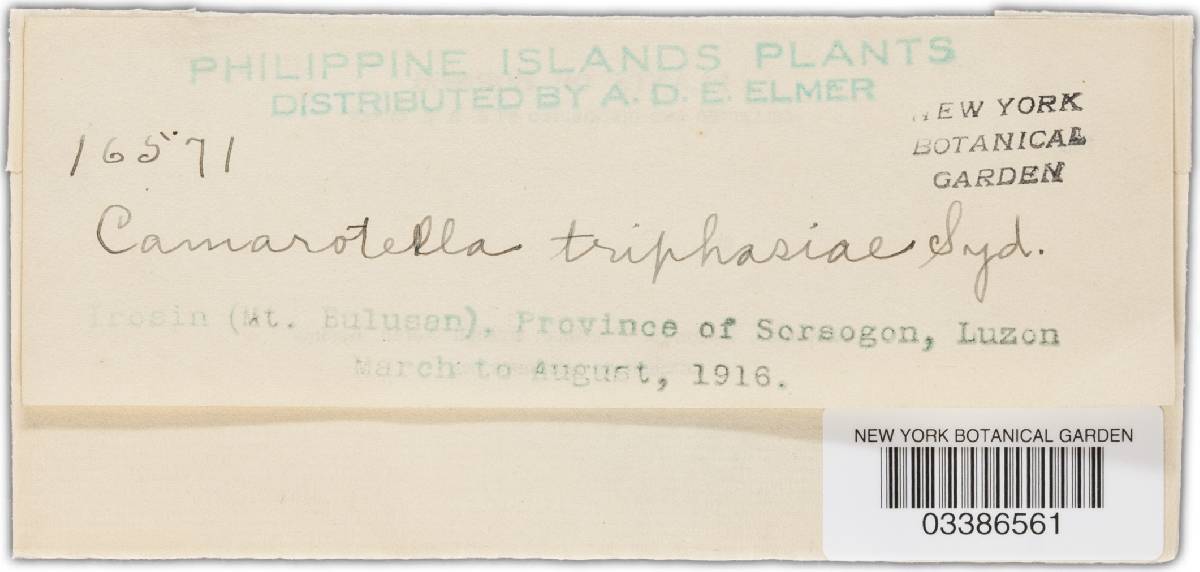 PHILIPPINE ISLANDS PLANTS
DISTRIBUTED BY A. D. E. ELMER
NEW YORK
BOTANICAL
GARDEN
16571
Camarotella triphasiae Syd.
Irosin (Mt. Bulusan), Province of Sorsogon, Luzon
March to August, 1916.
NEW YORK BOTANICAL GARDEN
03386561